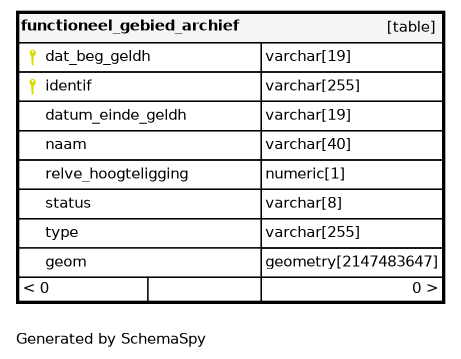 functioneel_gebied_archief [table]
dat_beg_geldh varchar[19]
identif varchar[255]
datum_einde_geldh varchar[19]
naam varchar[40]
relve_hoogteligging numeric[1]
status varchar[8]
type varchar[255]
geom geometry[2147483647]
< 0 0 >
Generated by SchemaSpy